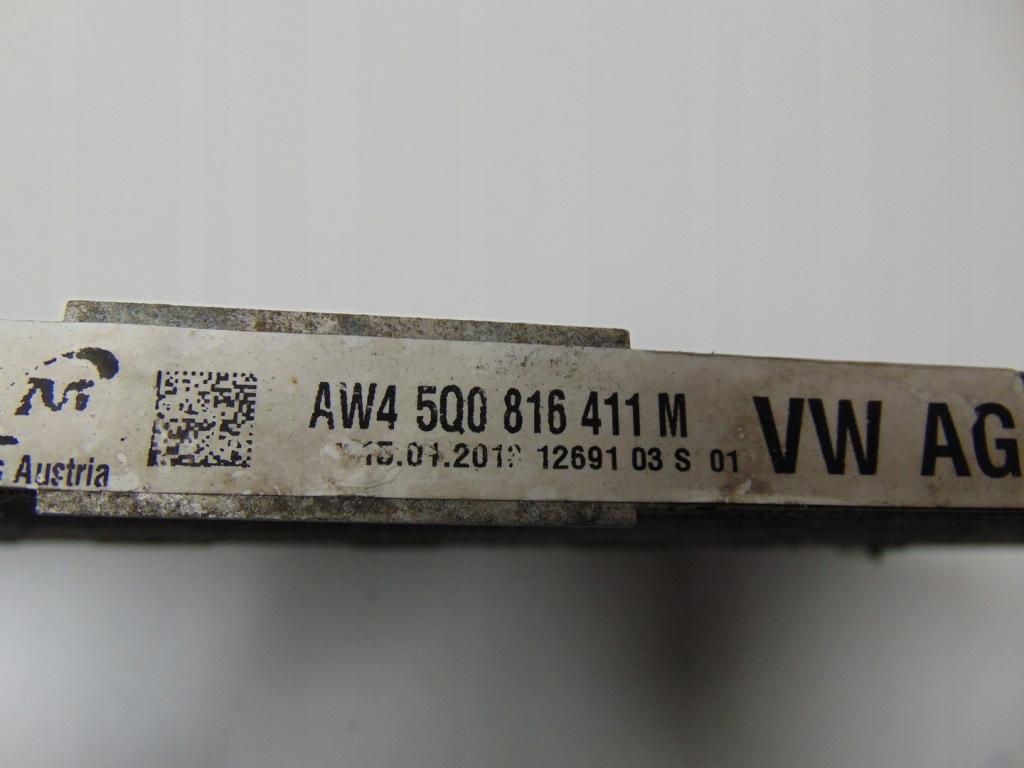 AW4 5Q0 816 411 M
12691 03 S 01
VW AG
Austria